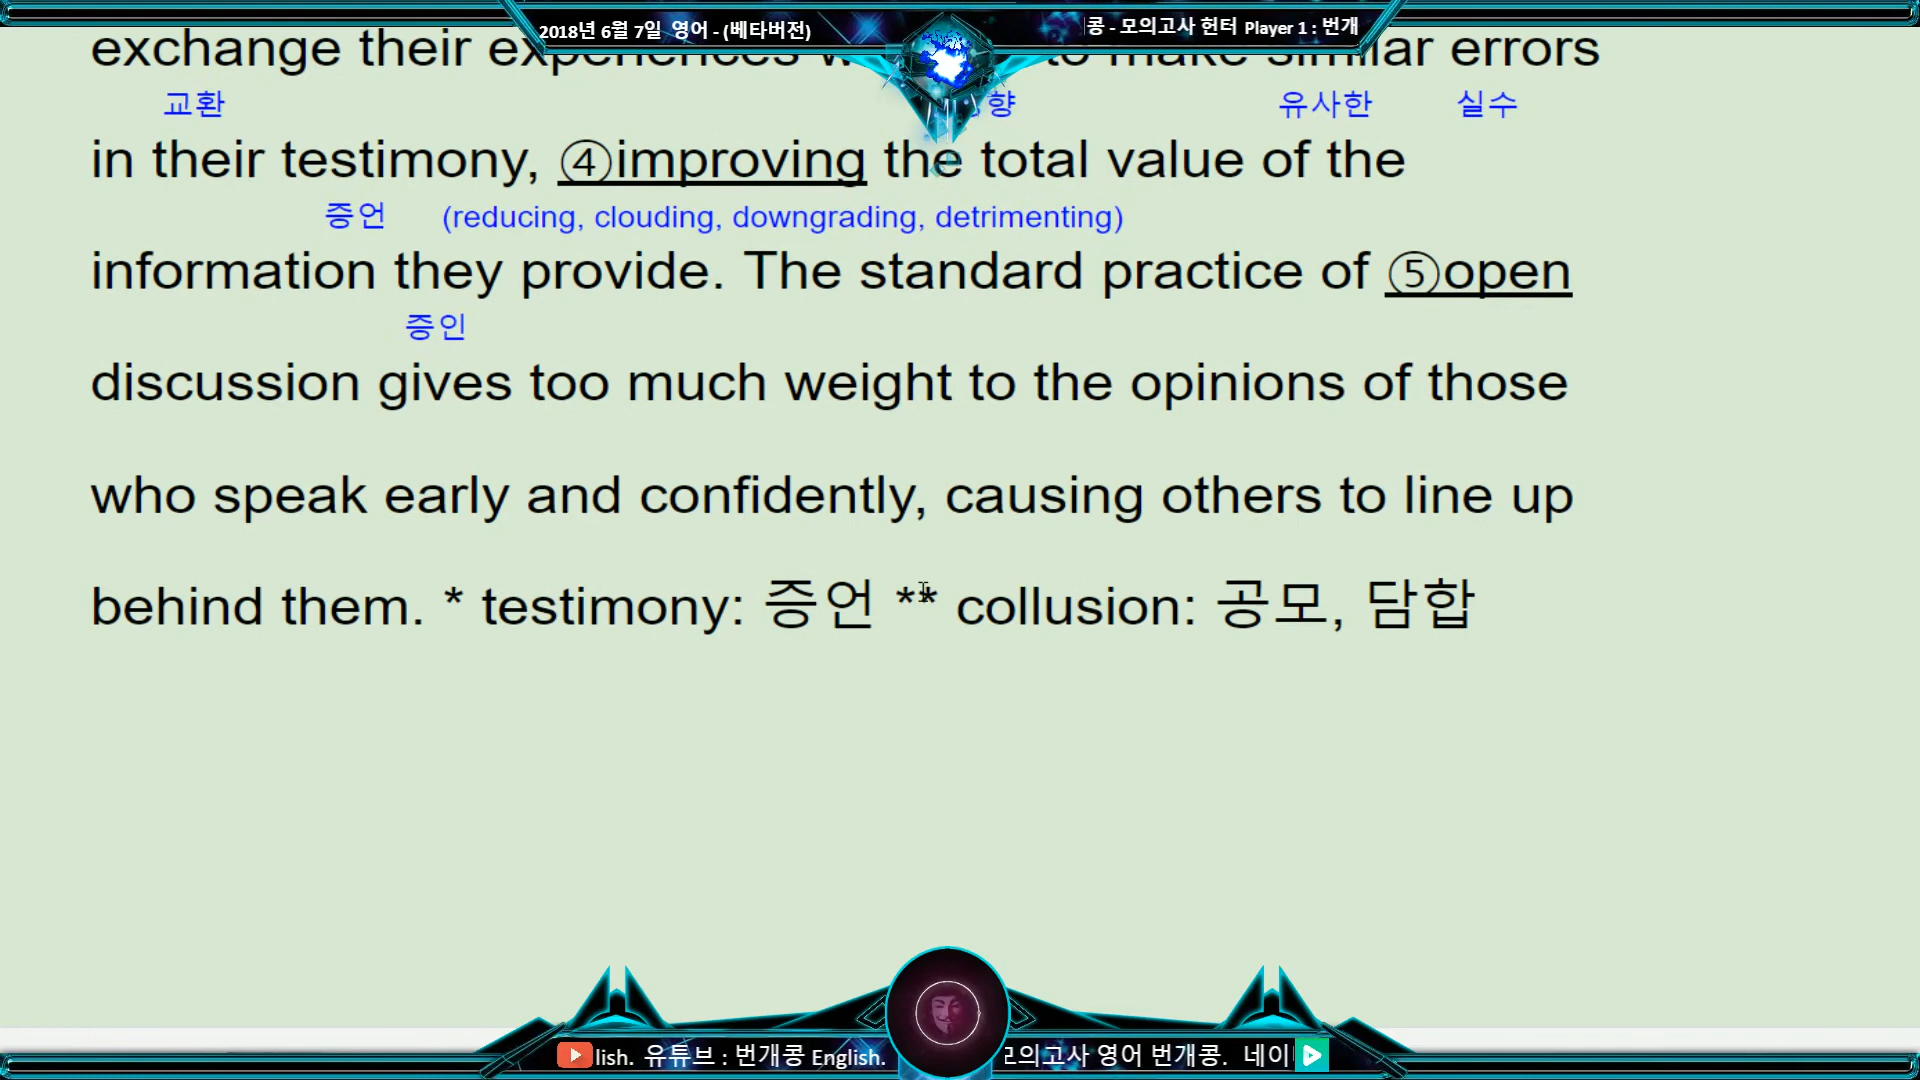 2018년 6월 7일 영어 - (베타버전)
콩 - 모의고사 헌터 Player 1 : 번개
exchange their experiences to make similar errors
교환 향 유사한 실수
in their testimony, ④improving the total value of the
증언 (reducing, clouding, downgrading, detrimenting)
information they provide. The standard practice of ⑤open
증인
discussion gives too much weight to the opinions of those
who speak early and confidently, causing others to line up
behind them. * testimony: 증언 ** collusion: 공모, 담합
lish. 유튜브 : 번개콩 English.
모의고사 영어 번개콩. 네이